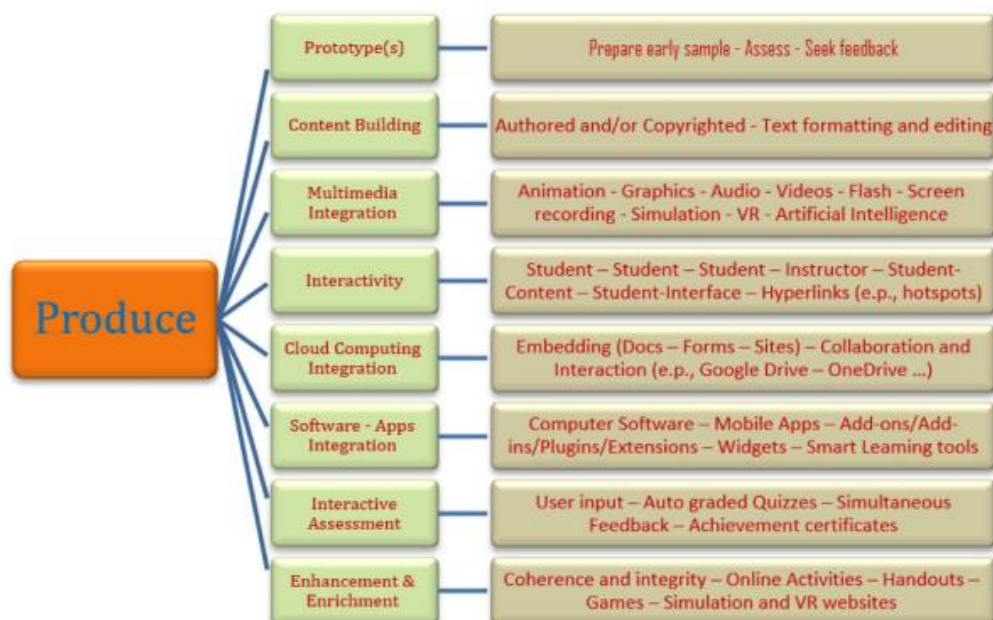 Produce
Prototype(s)
Prepare early sample - Assess - Seek feedback
Content Building
Authored and/or Copyrighted - Text formatting and editing
Multimedia
Integration
Animation - Graphics - Audio - Videos - Flash - Screen
recording - Simulation - VR - Artificial Intelligence
Interactivity
Student – Student – Student – Instructor – Student-
Content – Student-Interface – Hyperlinks (e.g., hotspots)
Cloud Computing
Integration
Embedding (Docs – Forms – Sites) – Collaboration and
Interaction (e.g., Google Drive – OneDrive ...)
Software - Apps
Integration
Computer Software – Mobile Apps – Add-ons/Add-
ins/Plugins/Extensions – Widgets – Smart Learning tools
Interactive
Assessment
User input – Auto graded Quizzes – Simultaneous
Feedback – Achievement certificates
Enhancement &
Enrichment
Coherence and integrity – Online Activities – Handouts –
Games – Simulation and VR websites